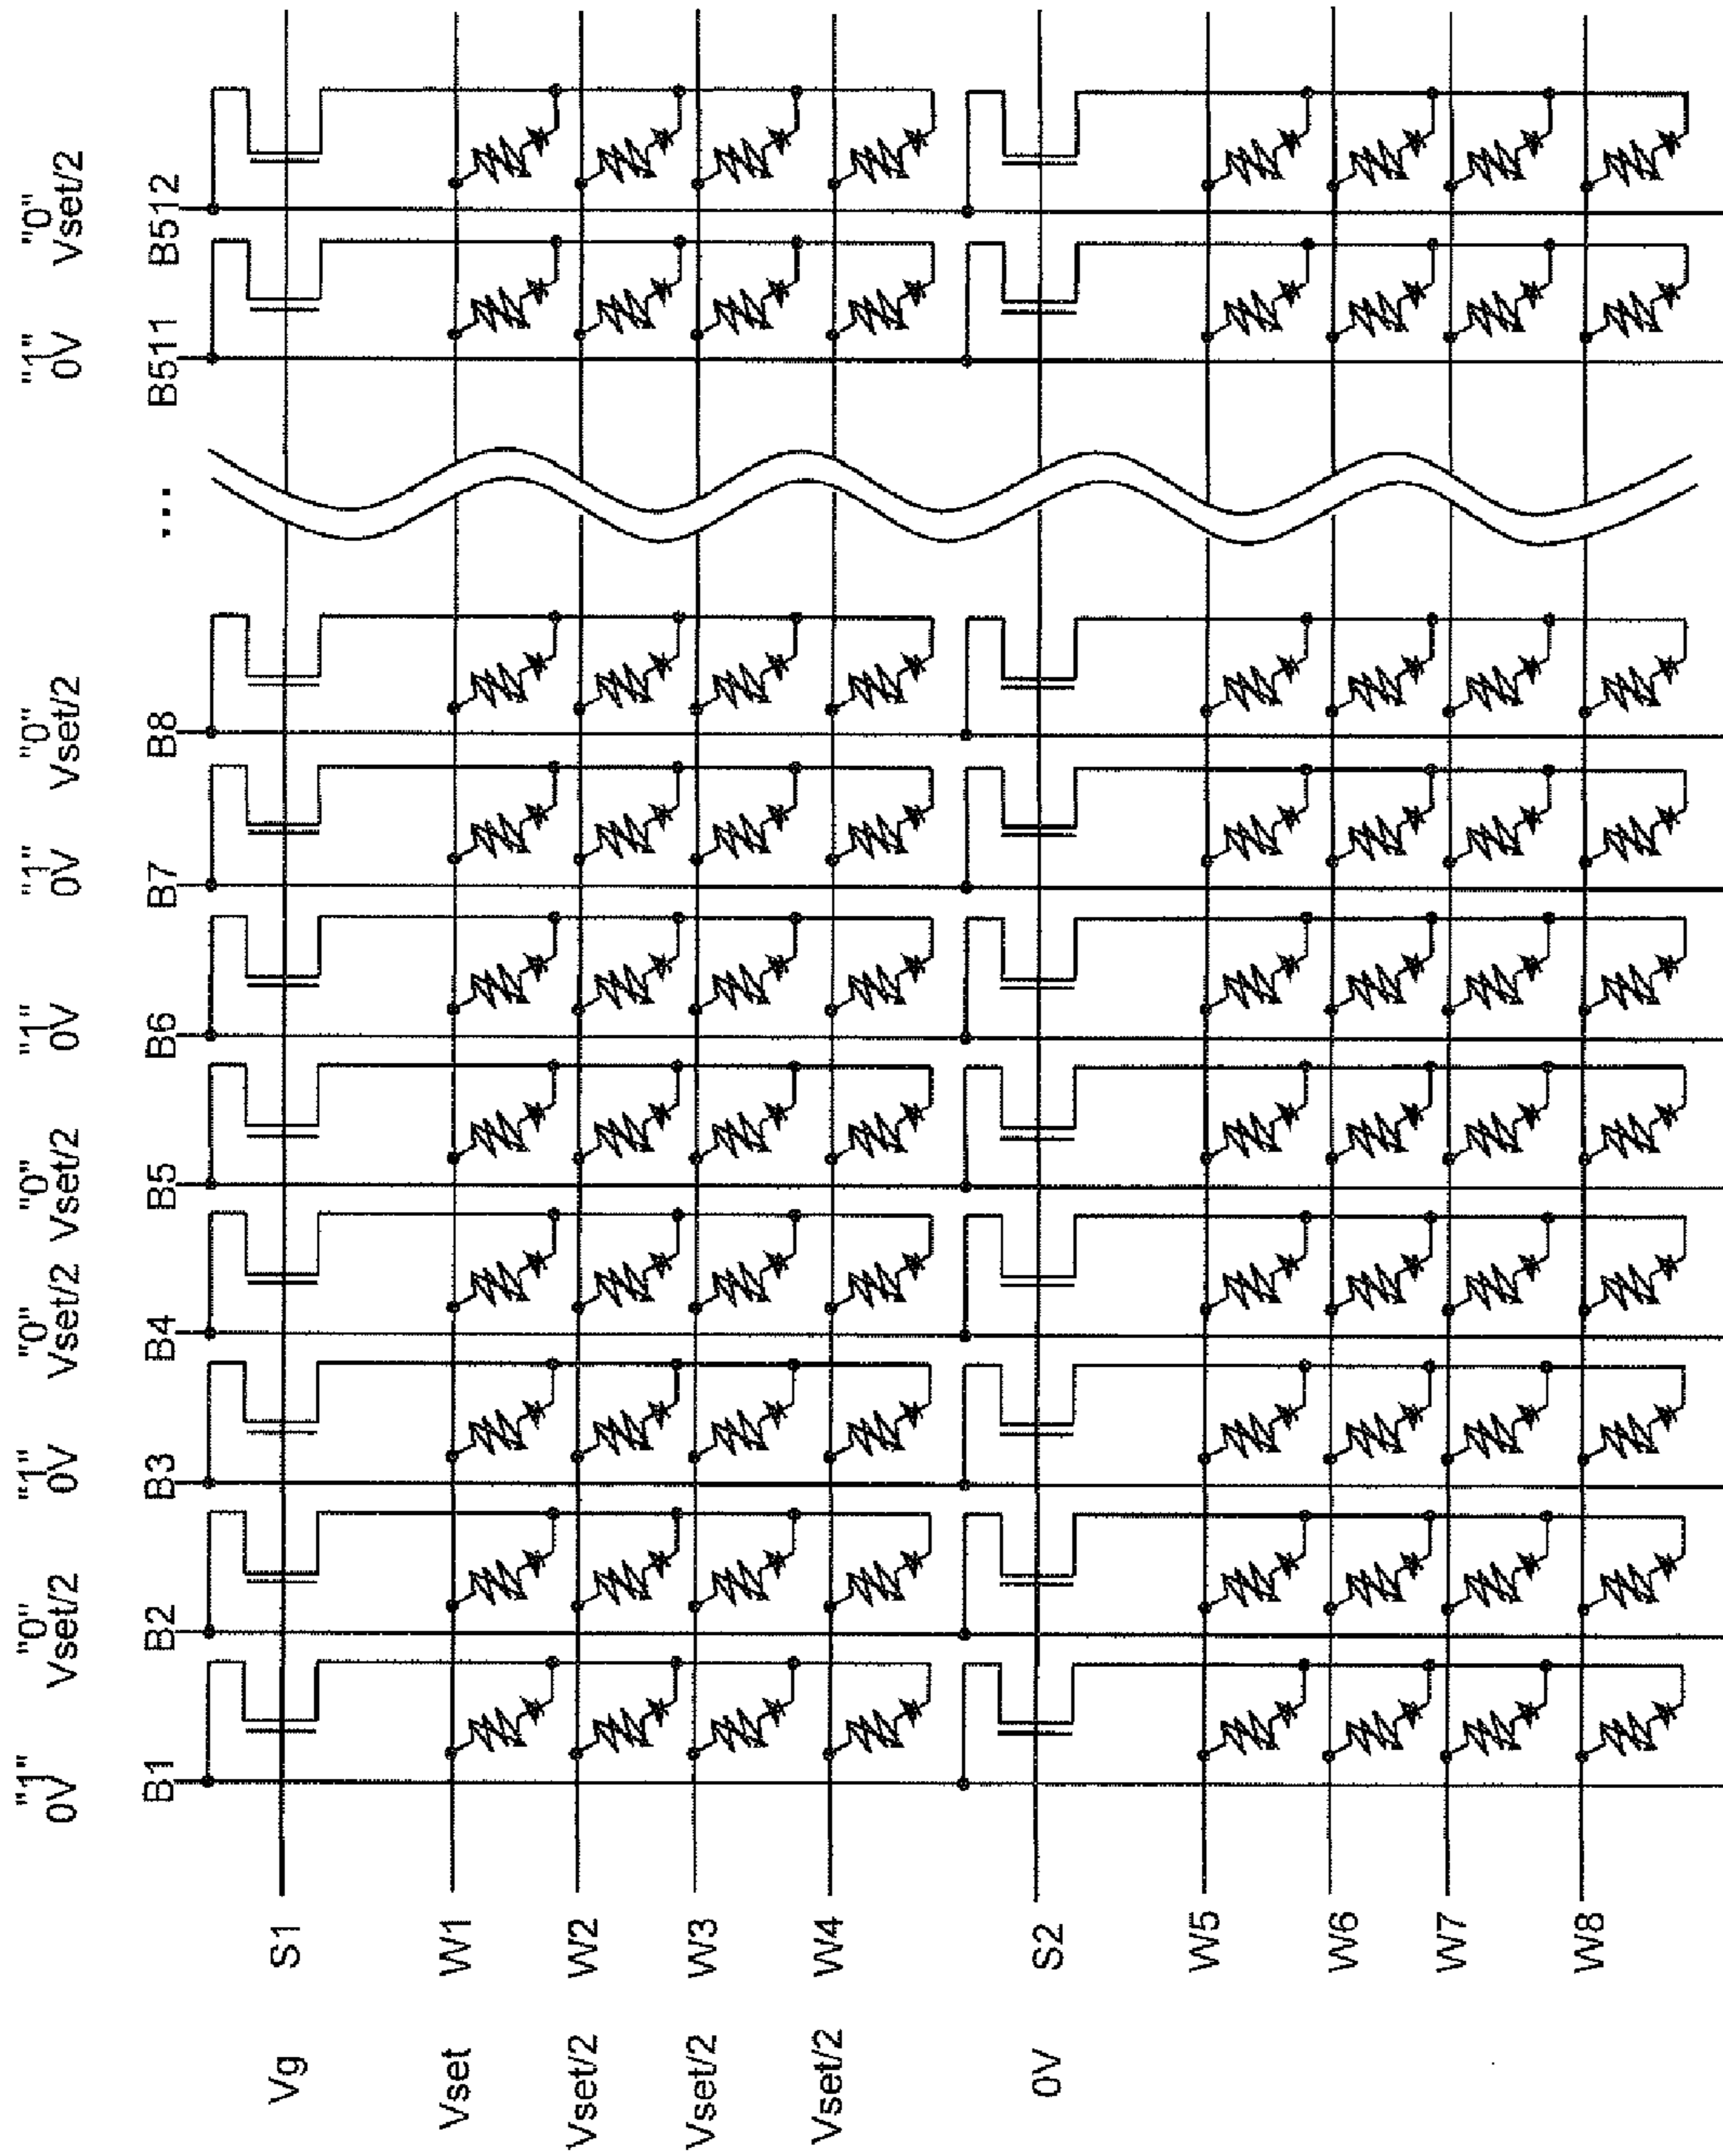 "1" "0" "1" "0" "0" "1" "1" "0" "1" "0"
0V Vset/2 0V Vset/2 Vset/2 0V 0V Vset/2 0V Vset/2
B1 B2 B3 B4 B5 B6 B7 B8 ... B511 B512
Vg S1
Vset W1
Vset/2 W2
Vset/2 W3
Vset/2 W4
0V S2
W5
W6
W7
W8